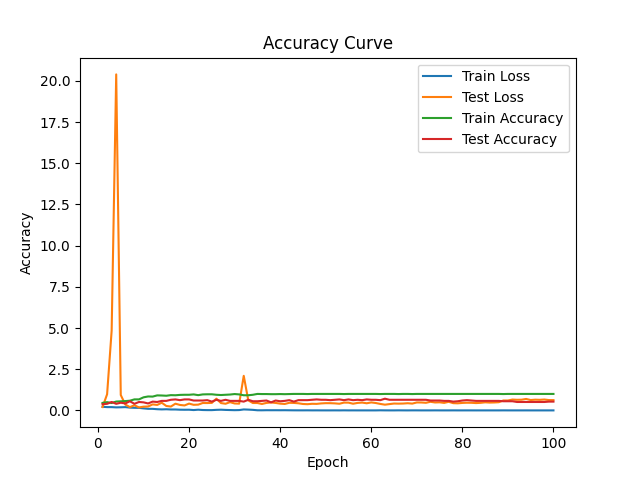 Accuracy Curve
Train Loss
Test Loss
Train Accuracy
Test Accuracy
20.0
17.5
15.0
12.5
10.0
7.5
5.0
2.5
0.0
Accuracy
0 20 40 60 80 100
Epoch